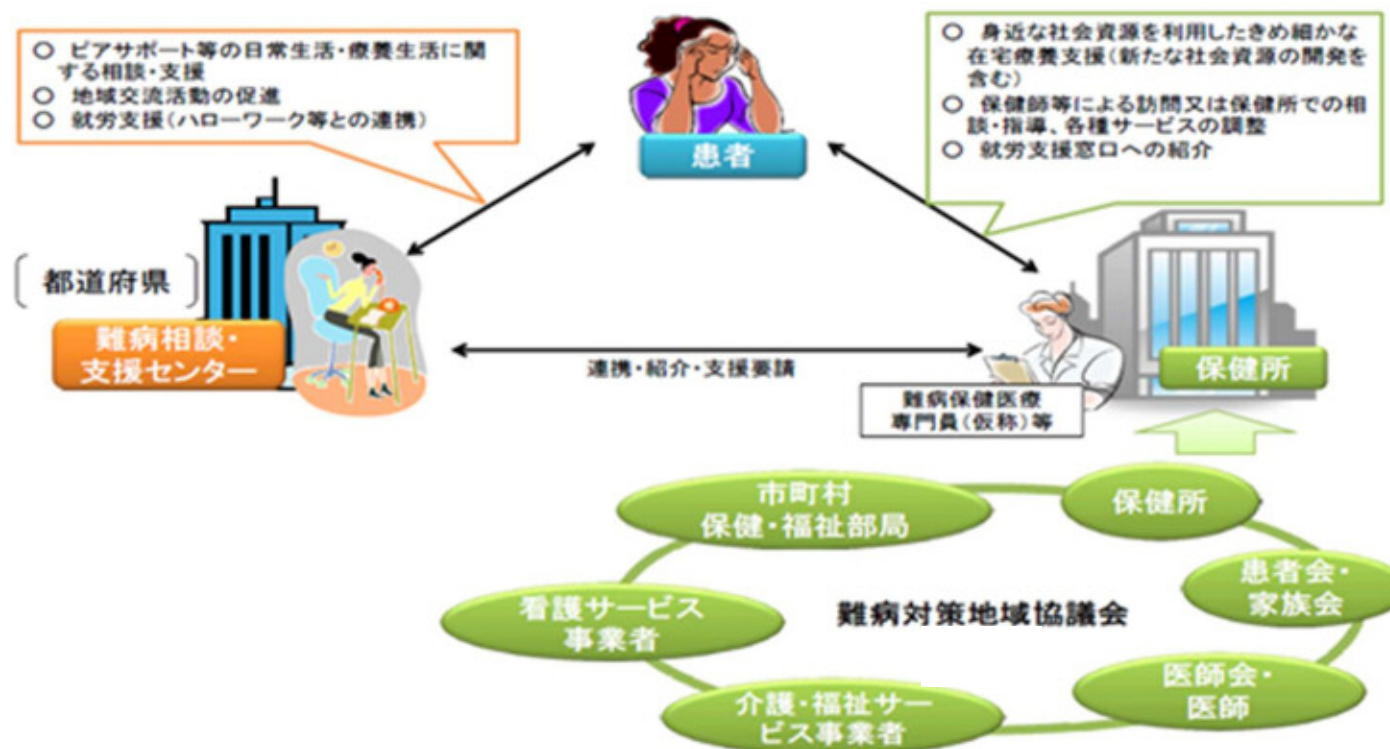 ○ ピアサポート等の日常生活・療養生活に関
する相談・支援
○ 地域交流活動の促進
○ 就労支援(ハローワーク等との連携)
○ 身近な社会資源を利用したきめ細かな
在宅療養支援(新たな社会資源の開発を
含む)
○ 保健師等による訪問又は保健所での相
談・指導、各種サービスの調整
○ 就労支援窓口への紹介
患者
都道府県
難病相談・
支援センター
連携・紹介・支援要請
難病保健医療
専門員(仮称)等
保健所
市町村
保健・福祉部局
保健所
患者会・
家族会
看護サービス
事業者
難病対策地域協議会
医師会・
医師
介護・福祉サー
ビス事業者